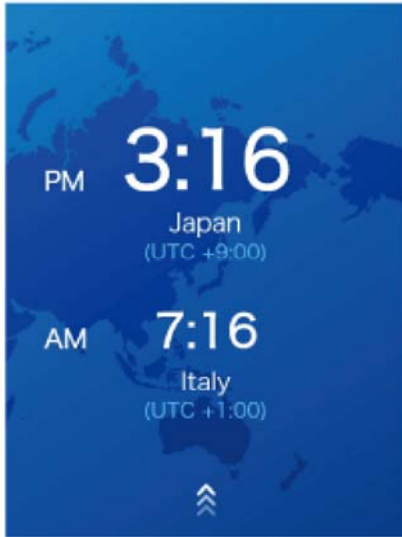 PM 3:16
Japan
(UTC +9:00)
AM 7:16
Italy
(UTC +1:00)